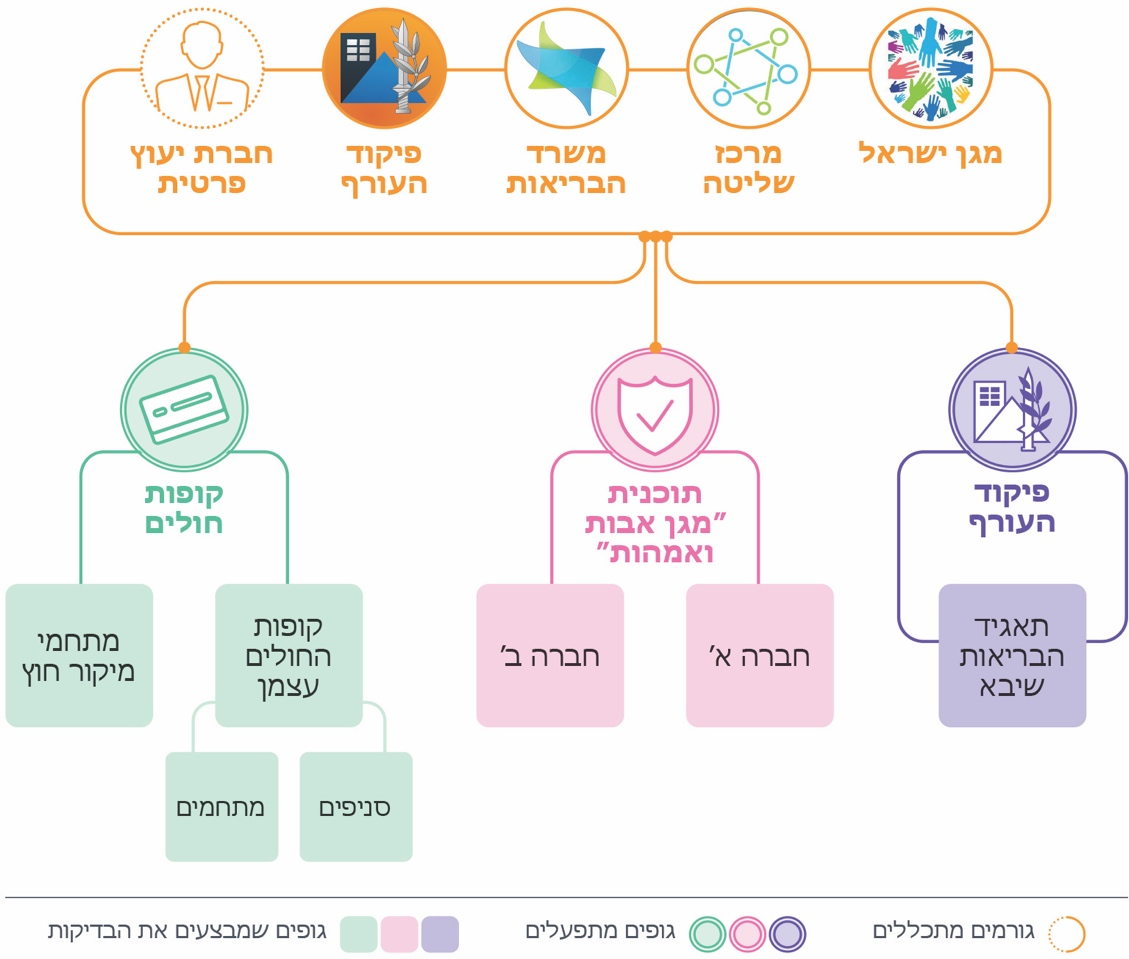 מגן ישראל
מרכז
שליטה
משרד
הבריאות
פיקוד
העורף
חברת יעוץ
פרטית
פיקוד
העורף
תוכנית
"מגן אבות
ואמהות"
קופות
חולים
תאגיד
הבריאות
שיבא
חברה א'
חברה ב'
קופות
החולים
עצמן
מתחמי
מיקור חוץ
סניפים
מתחמים
גורמים מתכללים
גופים מתפעלים
גופים שמבצעים את הבדיקות